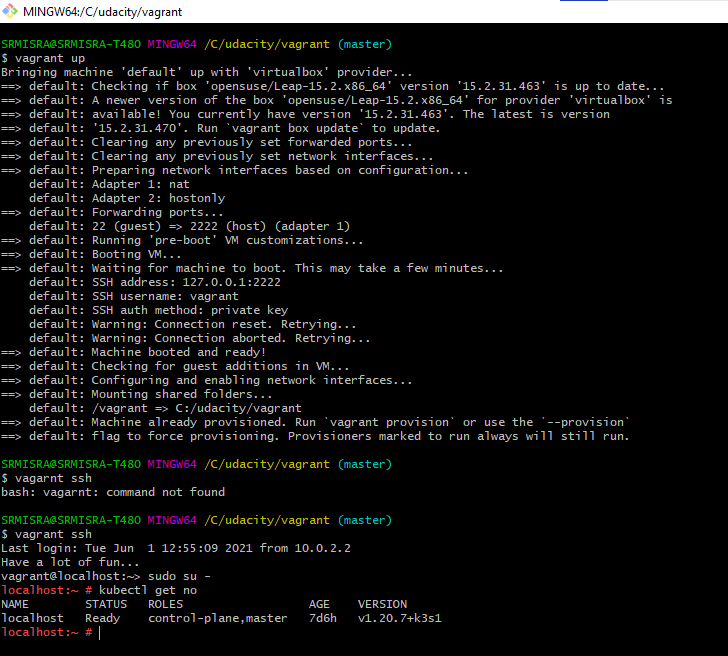 MINGW64:/C/udacity/vagrant
SRMISRA@SRMISRA-T480 MINGW64 /C/udacity/vagrant (master)
$ vagrant up
Bringing machine 'default' up with 'virtualbox' provider...
==> default: Checking if box 'opensuse/Leap-15.2.x86_64' version '15.2.31.463' is up to date...
==> default: A newer version of the box 'opensuse/Leap-15.2.x86_64' for provider 'virtualbox' is
==> default: available! You currently have version '15.2.31.463'. The latest is version
==> default: '15.2.31.470'. Run `vagrant box update` to update.
==> default: Clearing any previously set forwarded ports...
==> default: Clearing any previously set network interfaces...
==> default: Preparing network interfaces based on configuration...
    default: Adapter 1: nat
    default: Adapter 2: hostonly
==> default: Forwarding ports...
    default: 22 (guest) => 2222 (host) (adapter 1)
==> default: Running 'pre-boot' VM customizations...
==> default: Booting VM...
==> default: Waiting for machine to boot. This may take a few minutes...
    default: SSH address: 127.0.0.1:2222
    default: SSH username: vagrant
    default: SSH auth method: private key
    default: Warning: Connection reset. Retrying...
    default: Warning: Connection aborted. Retrying...
==> default: Machine booted and ready!
==> default: Checking for guest additions in VM...
==> default: Configuring and enabling network interfaces...
==> default: Mounting shared folders...
    default: /vagrant => C:/udacity/vagrant
==> default: Machine already provisioned. Run `vagrant provision` or use the `--provision`
==> default: flag to force provisioning. Provisioners marked to run always will still run.
SRMISRA@SRMISRA-T480 MINGW64 /C/udacity/vagrant (master)
$ vagarnt ssh
bash: vagarnt: command not found
SRMISRA@SRMISRA-T480 MINGW64 /C/udacity/vagrant (master)
$ vagrant ssh
Last login: Tue Jun  1 12:55:09 2021 from 10.0.2.2
Have a lot of fun...
vagrant@localhost:~> sudo su -
localhost:~ # kubectl get no
NAME        STATUS   ROLES                  AGE    VERSION
localhost   Ready    control-plane,master   7d6h   v1.20.7+k3s1
localhost:~ #